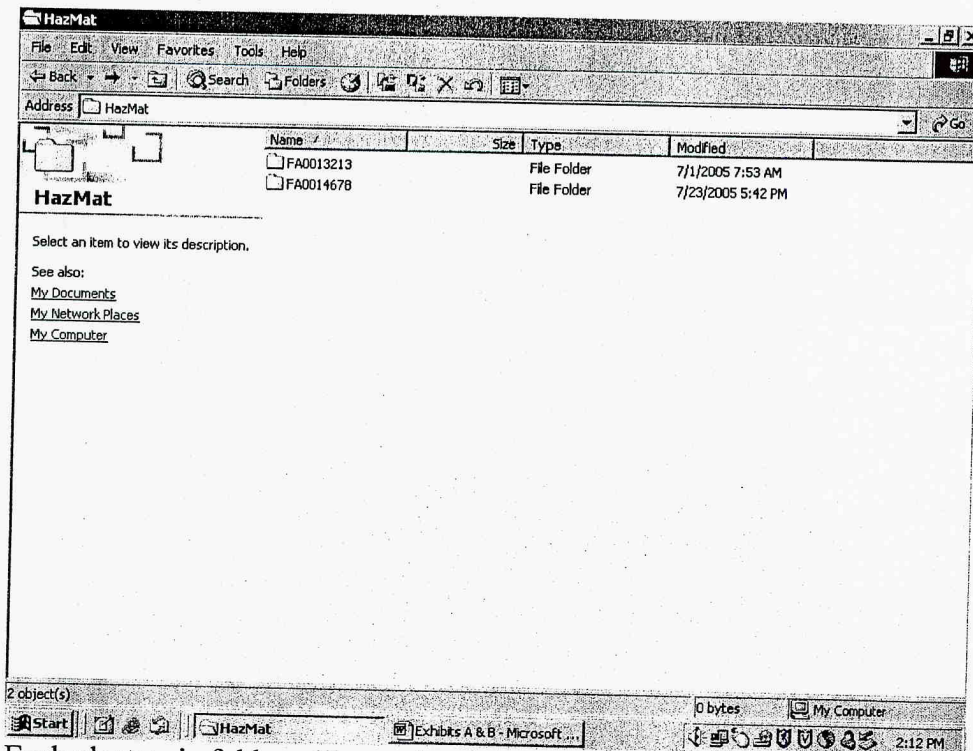 HazMat
File Edit View Favorites Tools Help
Back Search Folders
Address HazMat Go
Name Size Type Modified
FA0013213 File Folder 7/1/2005 7:53 AM
FA0014678 File Folder 7/23/2005 5:42 PM
HazMat
Select an item to view its description.
See also:
My Documents
My Network Places
My Computer
2 object(s) 0 bytes My Computer
Start HazMat Exhibits A & B - Microsoft ... 2:12 PM